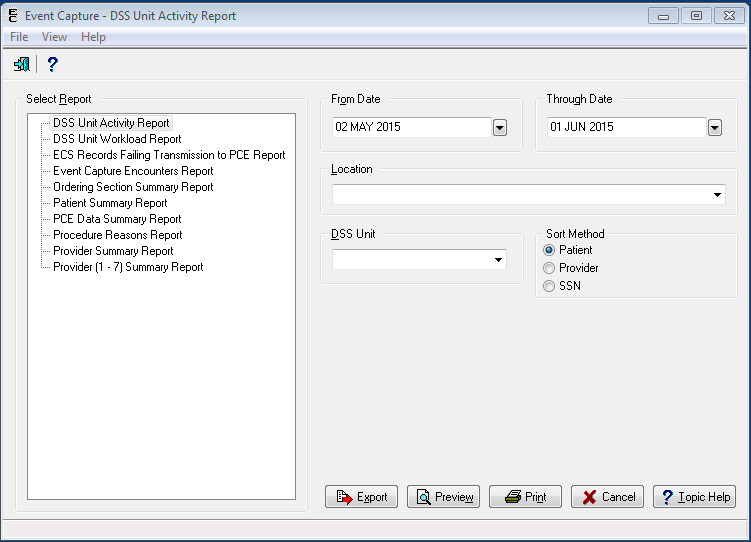 Event Capture - DSS Unit Activity Report
File View Help
Select Report
DSS Unit Activity Report
DSS Unit Workload Report
ECS Records Failing Transmission to PCE Report
Event Capture Encounters Report
Ordering Section Summary Report
Patient Summary Report
PCE Data Summary Report
Procedure Reasons Report
Provider Summary Report
Provider (1 - 7) Summary Report
From Date
02 MAY 2015
Through Date
01 JUN 2015
Location
DSS Unit
Sort Method
Patient
Provider
SSN
Export Preview Print Cancel Topic Help